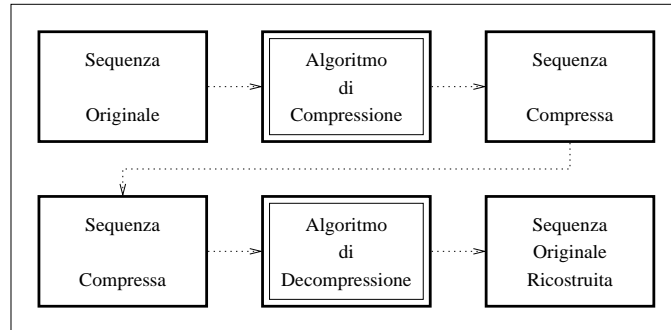 Sequenza
Originale
Algoritmo
di
Compressione
Sequenza
Compressa
Sequenza
Compressa
Algoritmo
di
Decompressione
Sequenza
Originale
Ricostruita